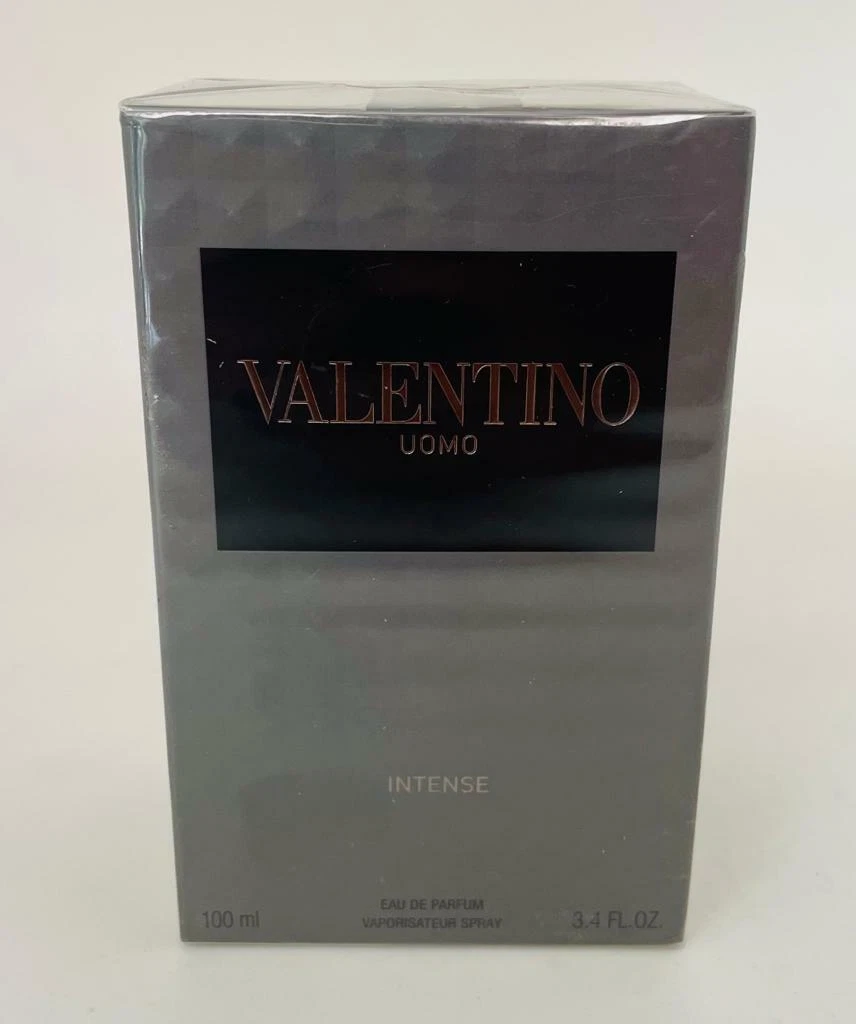 VALENTINO
UOMO
INTENSE
EAU DE PARFUM
100 ml VAPORISATEUR SPRAY 3.4 FL.OZ.